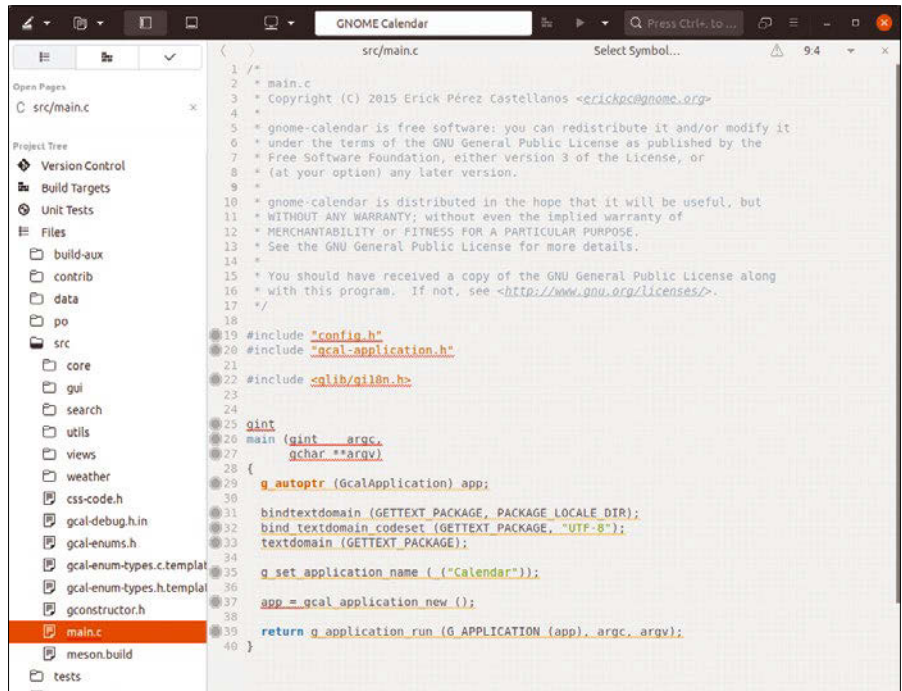 GNOME Calendar
Press Ctrl+. to ...
src/main.c
Select Symbol...
9:4
Open Pages
C src/main.c
Project Tree
Version Control
Build Targets
Unit Tests
Files
build-aux
contrib
data
po
src
core
gui
search
utils
views
weather
css-code.h
gcal-debug.h.in
gcal-enums.h
gcal-enum-types.c.templat
gcal-enum-types.h.templat
gconstructor.h
main.c
meson.build
tests
1 /*
2 * main.c
3 * Copyright (C) 2015 Erick Pérez Castellanos <erickpc@gnome.org>
4 *
5 * gnome-calendar is free software: you can redistribute it and/or modify it
6 * under the terms of the GNU General Public License as published by the
7 * Free Software Foundation, either version 3 of the License, or
8 * (at your option) any later version.
9 *
10 * gnome-calendar is distributed in the hope that it will be useful, but
11 * WITHOUT ANY WARRANTY; without even the implied warranty of
12 * MERCHANTABILITY or FITNESS FOR A PARTICULAR PURPOSE.
13 * See the GNU General Public License for more details.
14 *
15 * You should have received a copy of the GNU General Public License along
16 * with this program. If not, see <http://www.gnu.org/licenses/>.
17 */
18
19 #include "config.h"
20 #include "gcal-application.h"
21
22 #include <glib/gi18n.h>
23
24
25 gint
26 main (gint argc,
27 gchar **argv)
28 {
29 g_autoptr (GcalApplication) app;
30
31 bindtextdomain (GETTEXT_PACKAGE, PACKAGE_LOCALE_DIR);
32 bind_textdomain_codeset (GETTEXT_PACKAGE, "UTF-8");
33 textdomain (GETTEXT_PACKAGE);
34
35 g_set_application_name (_("Calendar"));
36
37 app = gcal_application_new ();
38
39 return g_application_run (G_APPLICATION (app), argc, argv);
40 }